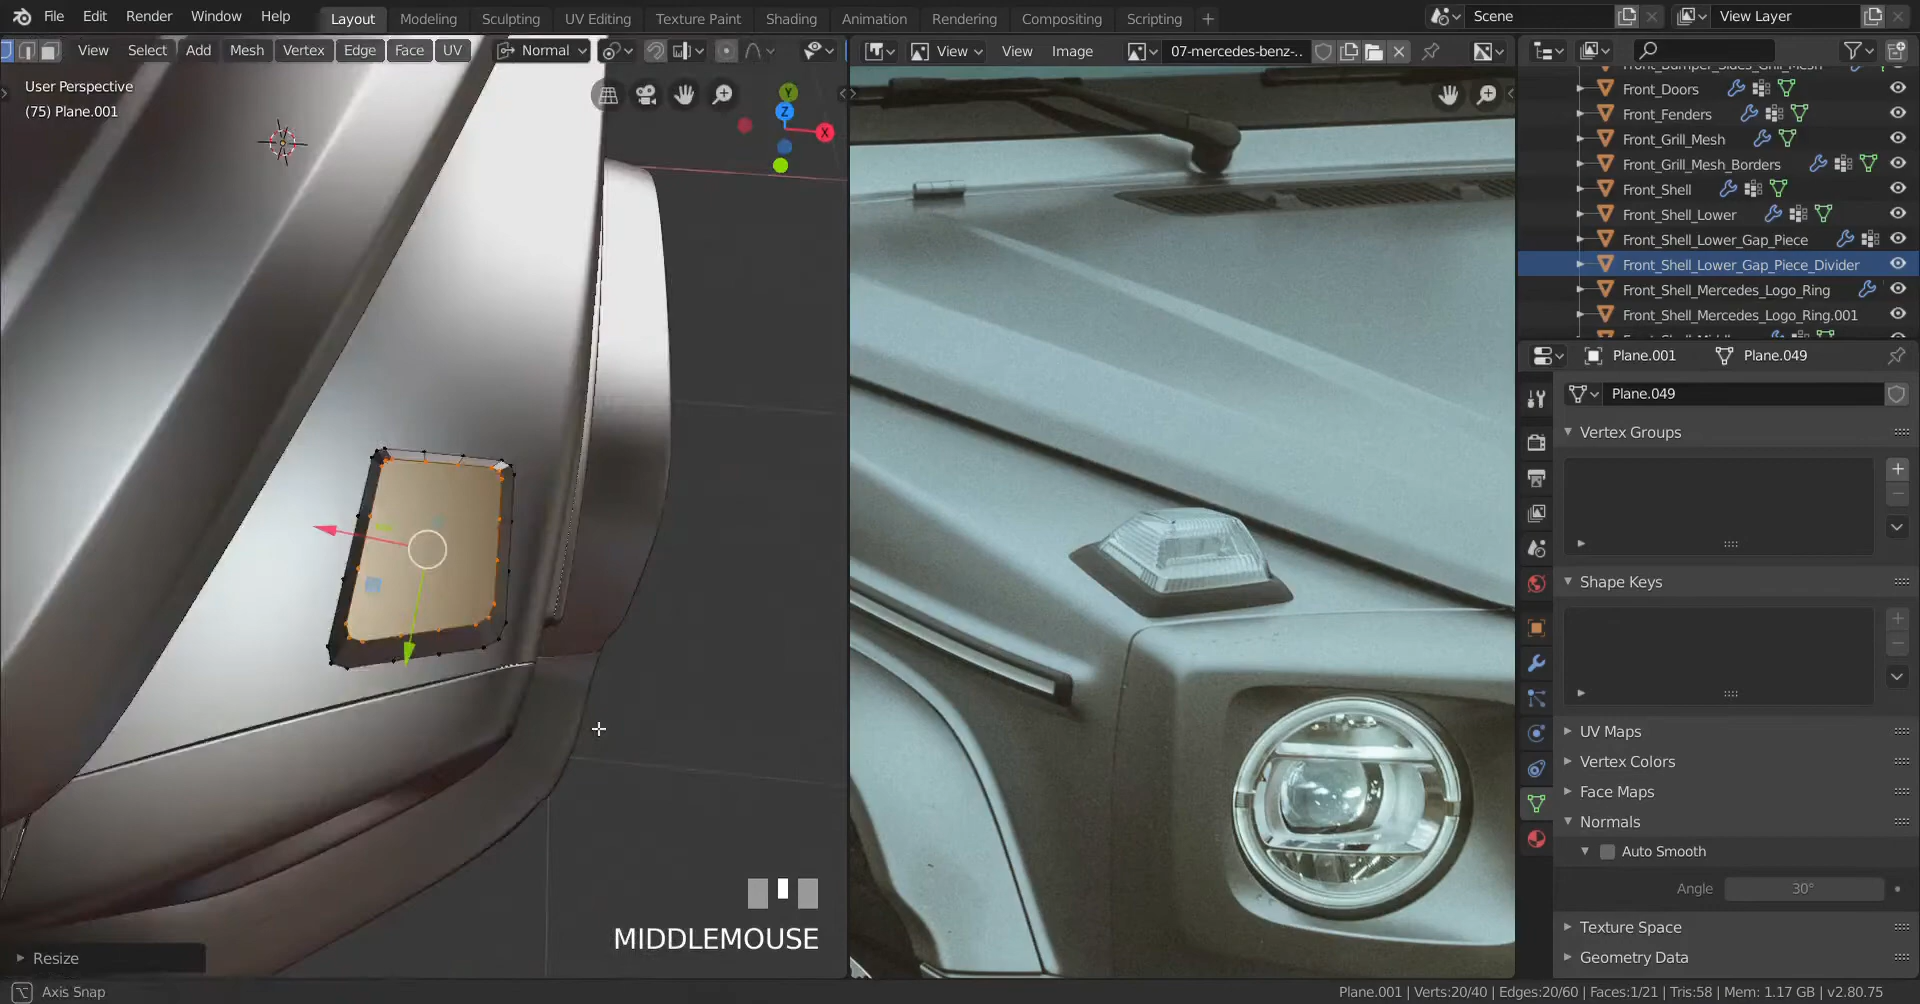 File Edit Render Window Help Layout Modeling Sculpting UV Editing Texture Paint Shading Animation Rendering Compositing Scripting + Scene View Layer
View Select Add Mesh Vertex Edge Face UV Normal View View Image 07-mercedes-benz-..
User Perspective
(75) Plane.001
Y
Z
X
Front_Bumper_Sides_Grill_Mesh
Front_Doors
Front_Fenders
Front_Grill_Mesh
Front_Grill_Mesh_Borders
Front_Shell
Front_Shell_Lower
Front_Shell_Lower_Gap_Piece
Front_Shell_Lower_Gap_Piece_Divider
Front_Shell_Mercedes_Logo_Ring
Front_Shell_Mercedes_Logo_Ring.001
Plane.001 Plane.049
Plane.049
Vertex Groups
Shape Keys
UV Maps
Vertex Colors
Face Maps
Normals
Auto Smooth
Angle 30°
Texture Space
Geometry Data
MIDDLEMOUSE
Resize
Axis Snap
Plane.001 | Verts:20/40 | Edges:20/60 | Faces:1/21 | Tris:58 | Mem: 1.17 GB | v2.80.75